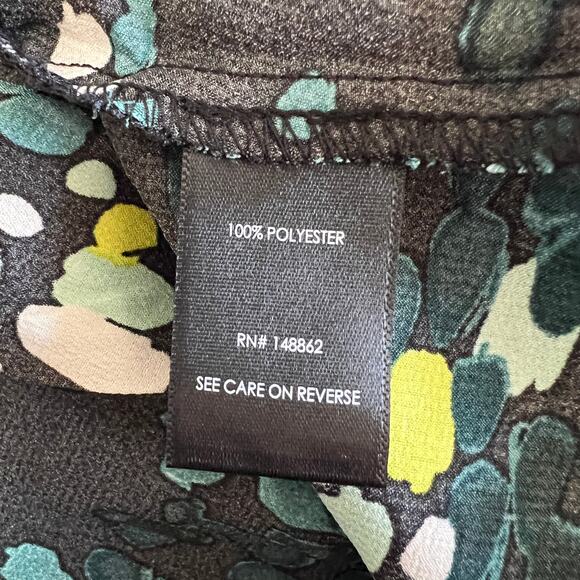 100% POLYESTER
RN# 148862
SEE CARE ON REVERSE